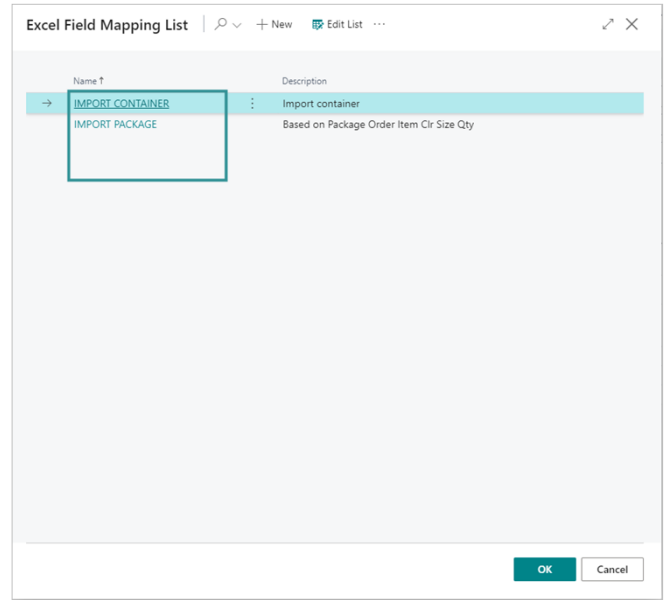 Excel Field Mapping List New Edit List ...
Name ↑ Description
→ IMPORT CONTAINER Import container
IMPORT PACKAGE Based on Package Order Item Clr Size Qty
OK Cancel